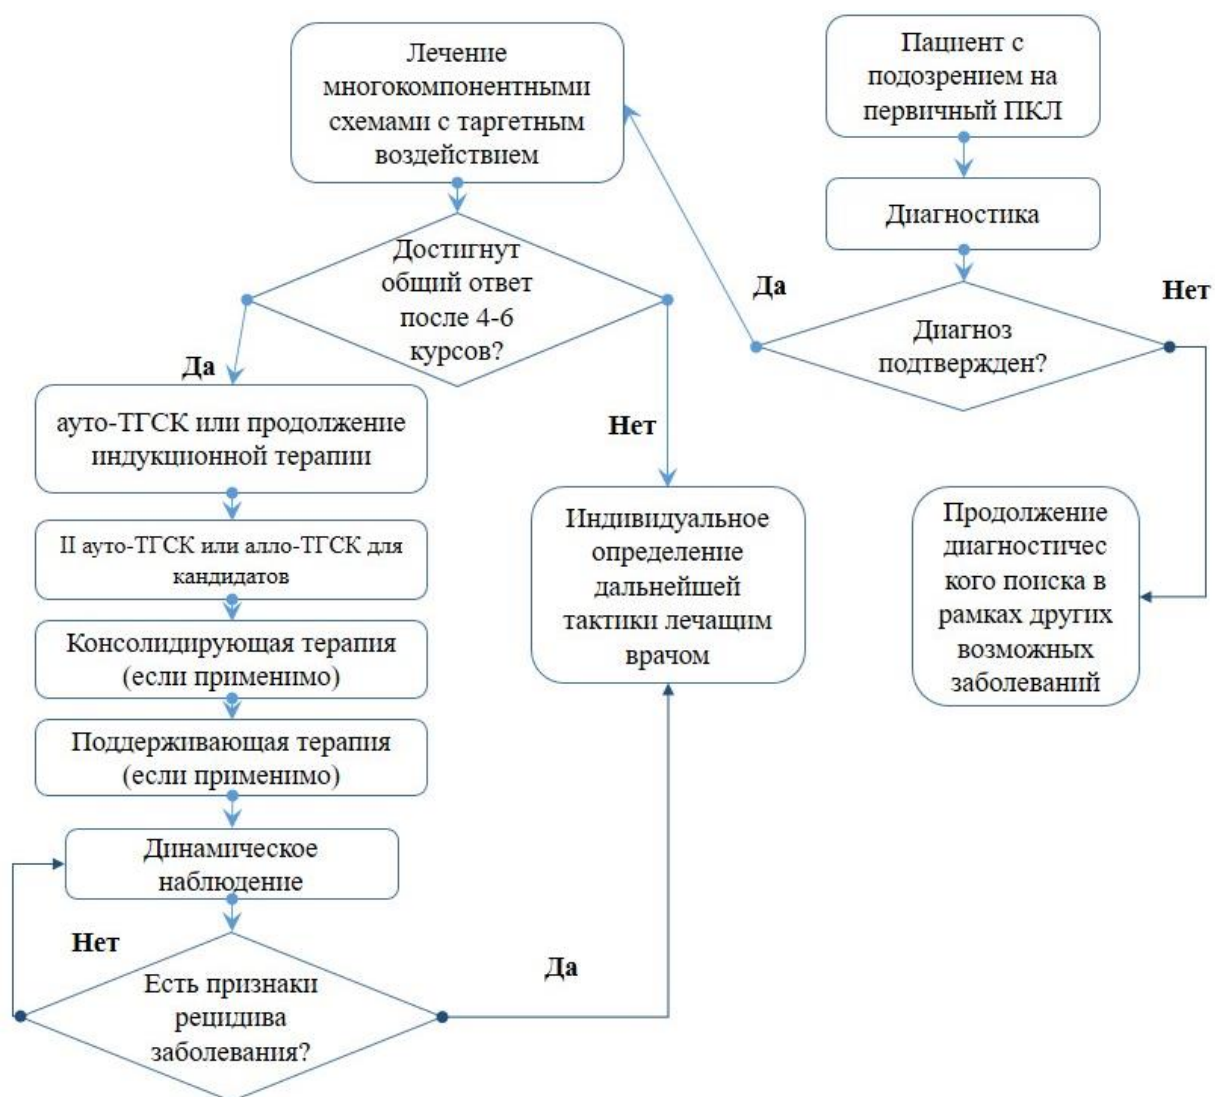 Пациент с
подозрением на
первичный ПКЛ
Диагностика
Диагноз
подтвержден?
Да
Нет
Продолжение
диагностичес
кого поиска в
рамках других
возможных
заболеваний
Лечение
многокомпонентными
схемами с таргетным
воздействием
Достигнут
общий ответ
после 4-6
курсов?
Да
Нет
ауто-ТГСК или продолжение
индукционной терапии
II ауто-ТГСК или алло-ТГСК для
кандидатов
Консолидирующая терапия
(если применимо)
Поддерживающая терапия
(если применимо)
Динамическое
наблюдение
Есть признаки
рецидива
заболевания?
Нет
Да
Индивидуальное
определение
дальнейшей
тактики лечащим
врачом